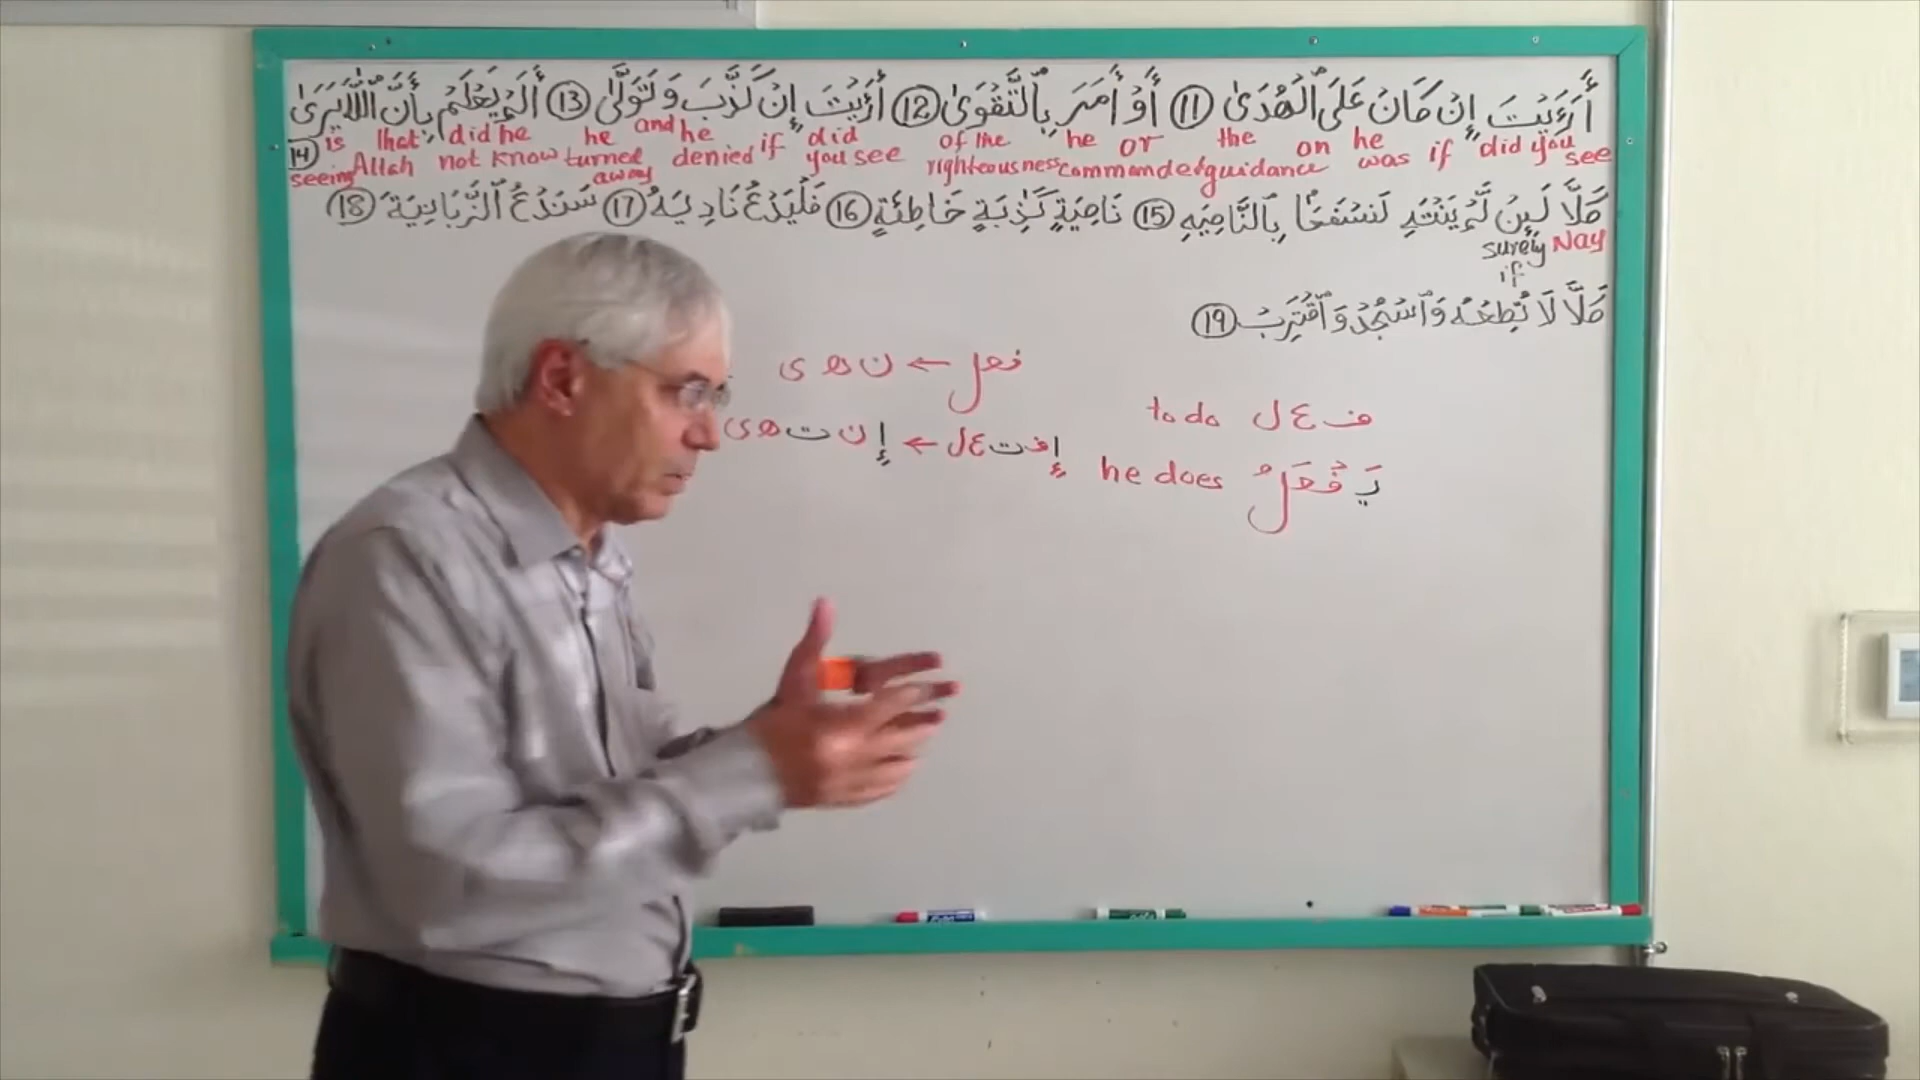 أَرَءَيْتَ إِنْ كَانَ عَلَى ٱلْهُدَىٰ ⑪ أَوْ أَمَرَ بِٱلتَّقْوَىٰ ⑫ أَرَءَيْتَ إِنْ كَذَّبَ وَتَوَلَّىٰ ⑬ أَلَمْ يَعْلَمْ بِأَنَّ ٱللَّهَ يَرَىٰ
is that did he he and he did of the he or the on he did you
⑭ seeing Allah not know turned away denied if you see righteousness commanded guidance was if see
كَلَّا لَئِنْ لَّمْ يَنْتَهِ لَنَسْفَعًا بِٱلنَّاصِيَةِ ⑮ نَاصِيَةٍ كَٰذِبَةٍ خَاطِئَةٍ ⑯ فَلْيَدْعُ نَادِيَهُ ⑰ سَنَدْعُ ٱلزَّبَانِيَةَ ⑱
surely if Nay
كَلَّا لَا تُطِعْهُ وَٱسْجُدْ وَٱقْتَرِبْ ⑲
فعل ← ن ه ى
ف ع ل to do
إفتعل ← إ ن ت ه ى
يَفْعَلُ he does